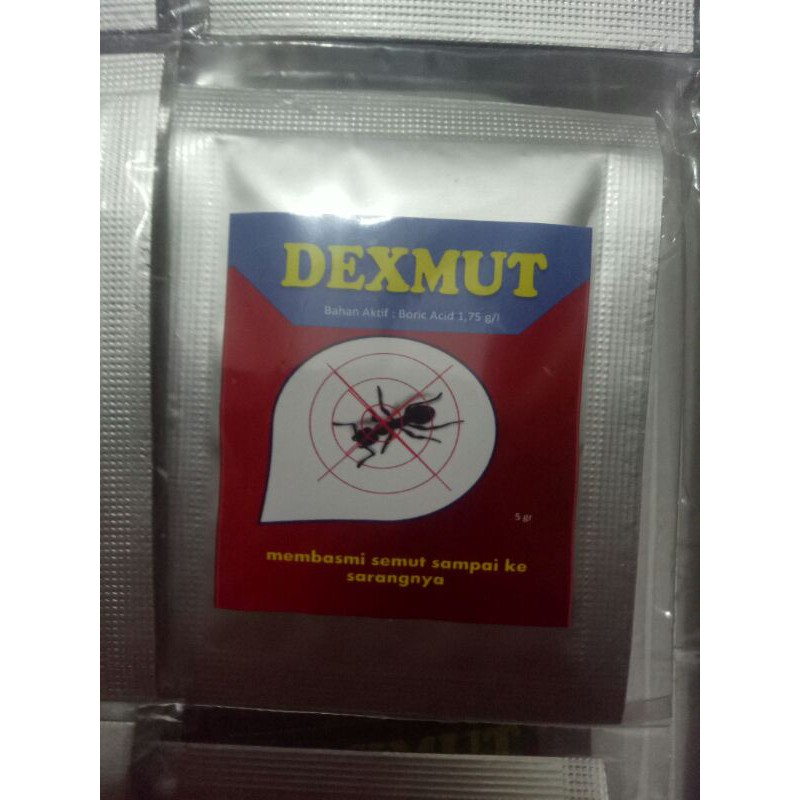 DEXMUT
Bahan Aktif : Boric Acid 1,75 g/l
5 gr
membasmi semut sampai ke
sarangnya